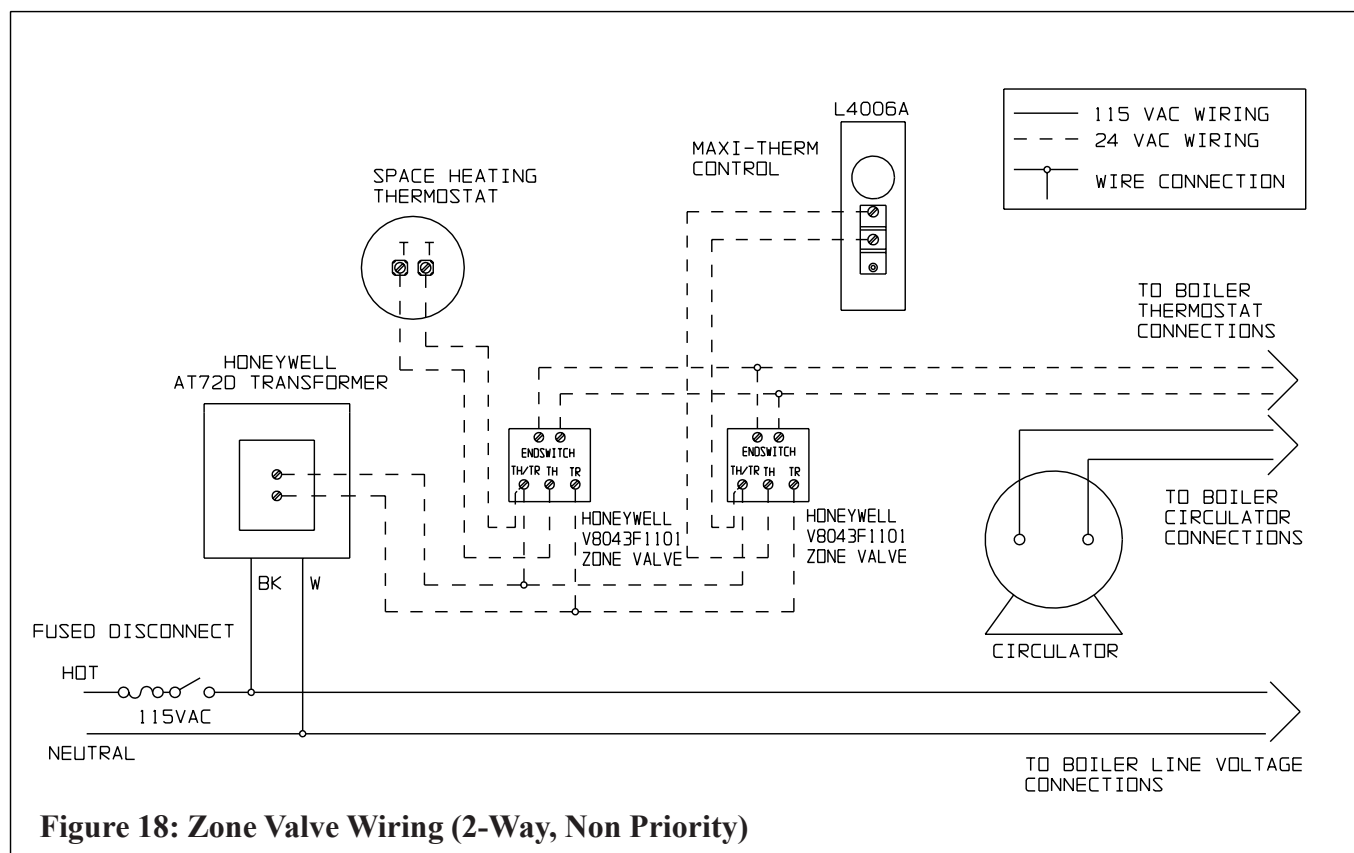 L4006A
115 VAC WIRING
24 VAC WIRING
WIRE CONNECTION
MAXI-THERM
CONTROL
SPACE HEATING
THERMOSTAT
T T
TO BOILER
THERMOSTAT
CONNECTIONS
HONEYWELL
AT72D TRANSFORMER
ENDSWITCH
TH/TR TH TR
HONEYWELL
V8043F1101
ZONE VALVE
ENDSWITCH
TH/TR TH TR
HONEYWELL
V8043F1101
ZONE VALVE
TO BOILER
CIRCULATOR
CONNECTIONS
BK W
CIRCULATOR
FUSED DISCONNECT
HOT
115VAC
NEUTRAL
TO BOILER LINE VOLTAGE
CONNECTIONS
Figure 18: Zone Valve Wiring (2-Way, Non Priority)